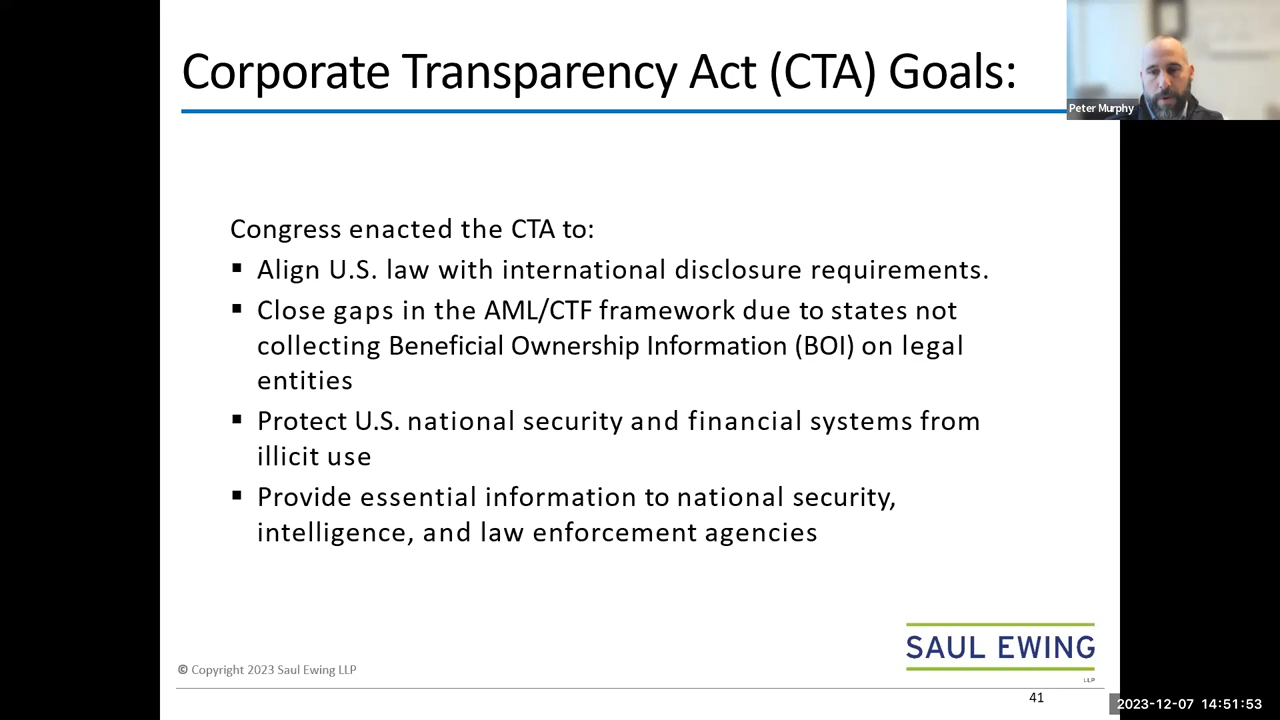 Corporate Transparency Act (CTA) Goals:
Peter Murphy
Congress enacted the CTA to:
▪ Align U.S. law with international disclosure requirements.
▪ Close gaps in the AML/CTF framework due to states not
collecting Beneficial Ownership Information (BOI) on legal
entities
▪ Protect U.S. national security and financial systems from
illicit use
▪ Provide essential information to national security,
intelligence, and law enforcement agencies
SAUL EWING
LLP
© Copyright 2023 Saul Ewing LLP
41
2023-12-07 14:51:53